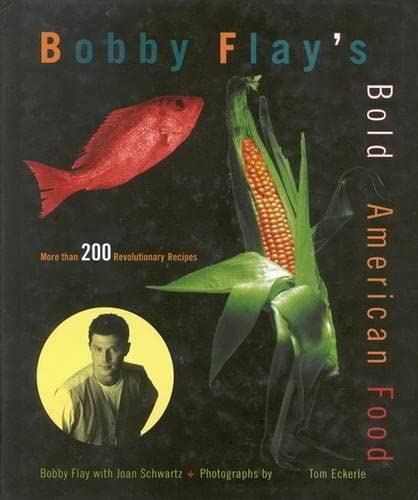 Bobby Flay's
Bold American Food
More than 200 Revolutionary Recipes
Bobby Flay with Joan Schwartz + Photographs by Tom Eckerle